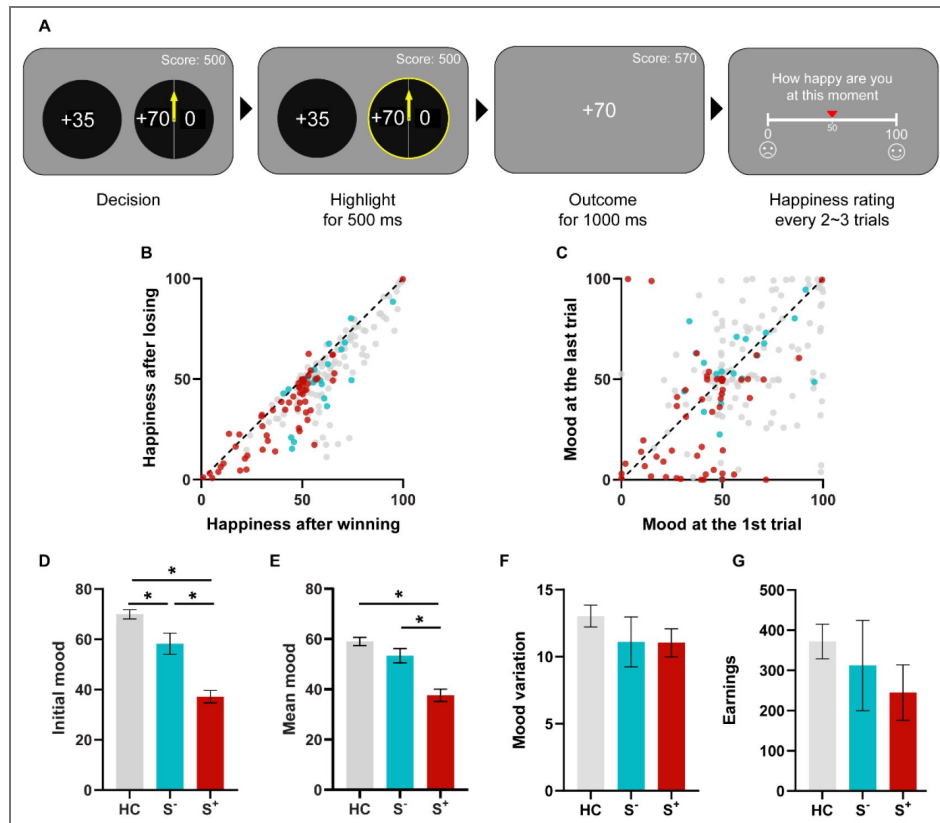 A
Score: 500
+35
+70 0
Decision
Score: 500
+35
+70 0
Highlight
for 500 ms
Score: 570
+70
Outcome
for 1000 ms
How happy are you
at this moment
0
50
100
Happiness rating
every 2~3 trials
B
Happiness after losing
100
50
0
0
50
100
Happiness after winning
C
Mood at the last trial
100
50
0
0
50
100
Mood at the 1st trial
D
Initial mood
80
60
40
20
0
*
* *
HC S⁻ S⁺
E
Mean mood
80
60
40
20
0
*
*
HC S⁻ S⁺
F
Mood variation
15
10
5
0
HC S⁻ S⁺
G
Earnings
500
400
300
200
100
0
HC S⁻ S⁺